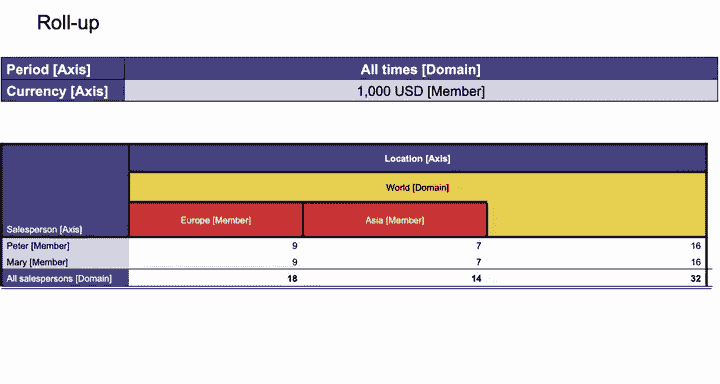 Roll-up
Period [Axis] All times [Domain]
Currency [Axis] 1,000 USD [Member]
Location [Axis]
World [Domain]
Salesperson [Axis] Europe [Member] Asia [Member]
Peter [Member] 9 7 16
Mary [Member] 9 7 16
All salespersons [Domain] 18 14 32